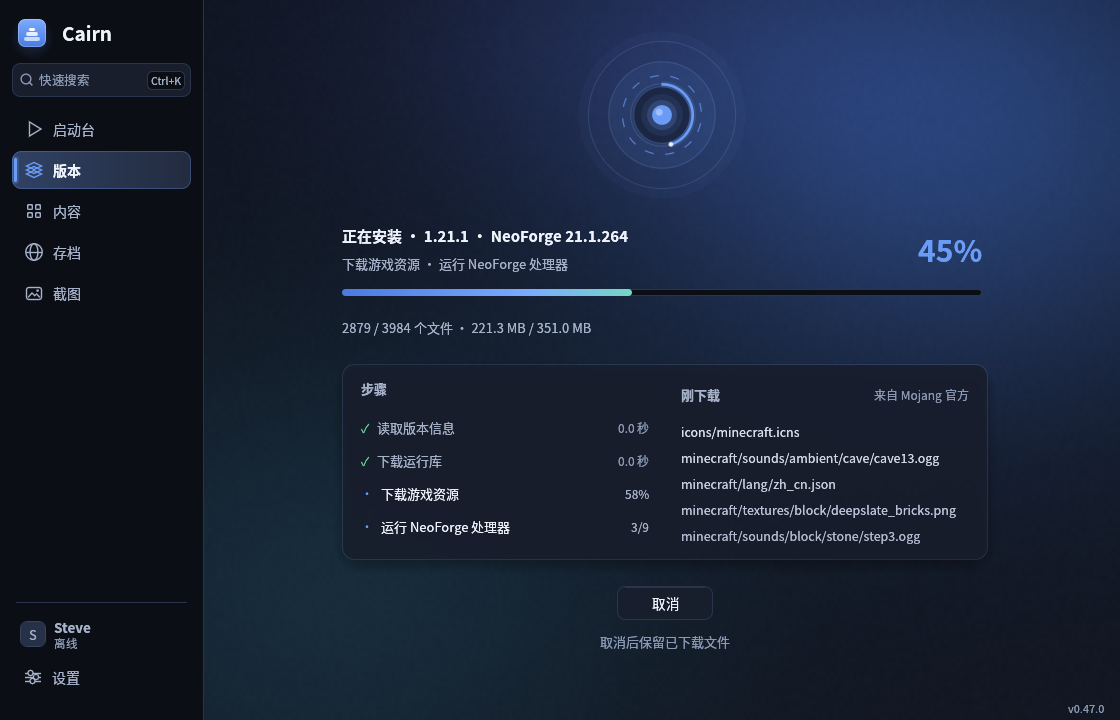 Cairn
快速搜索 Ctrl+K
启动台
版本
内容
存档
截图
S Steve
离线
设置
正在安装 · 1.21.1 · NeoForge 21.1.264
下载游戏资源 · 运行 NeoForge 处理器
45%
2879 / 3984 个文件 · 221.3 MB / 351.0 MB
步骤
✓ 读取版本信息 0.0 秒
✓ 下载运行库 0.0 秒
· 下载游戏资源 58%
· 运行 NeoForge 处理器 3/9
刚下载 来自 Mojang 官方
icons/minecraft.icns
minecraft/sounds/ambient/cave/cave13.ogg
minecraft/lang/zh_cn.json
minecraft/textures/block/deepslate_bricks.png
minecraft/sounds/block/stone/step3.ogg
取消
取消后保留已下载文件
v0.47.0